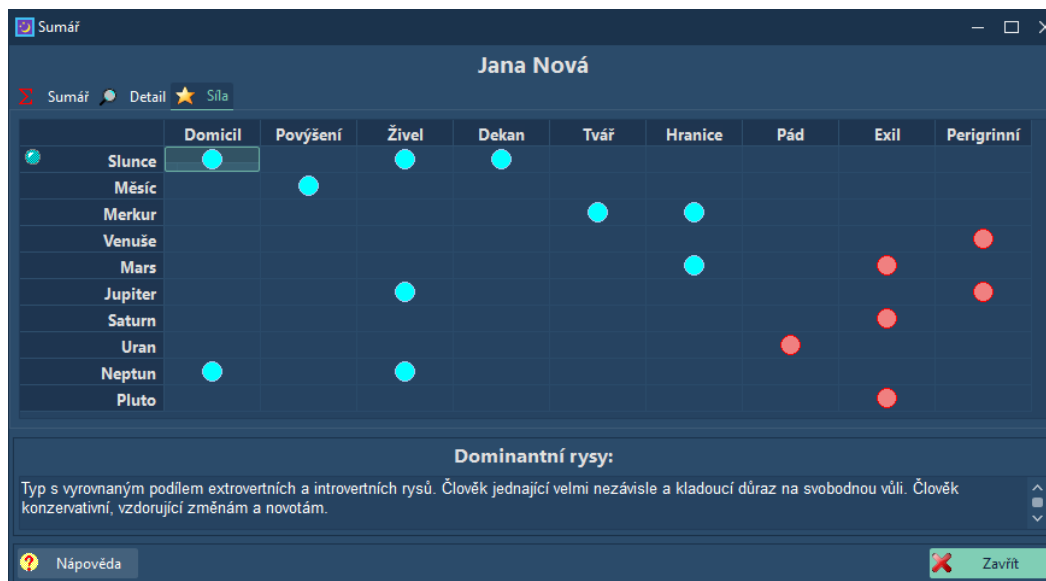 Sumář
Jana Nová
Sumář Detail Síla
Domicil Povýšení Živel Dekan Tvář Hranice Pád Exil Perigrinní
Slunce
Měsíc
Merkur
Venuše
Mars
Jupiter
Saturn
Uran
Neptun
Pluto
Dominantní rysy:
Typ s vyrovnaným podílem extrovertních a introvertních rysů. Člověk jednající velmi nezávisle a kladoucí důraz na svobodnou vůli. Člověk
konzervativní, vzdorující změnám a novotám.
Nápověda Zavřít